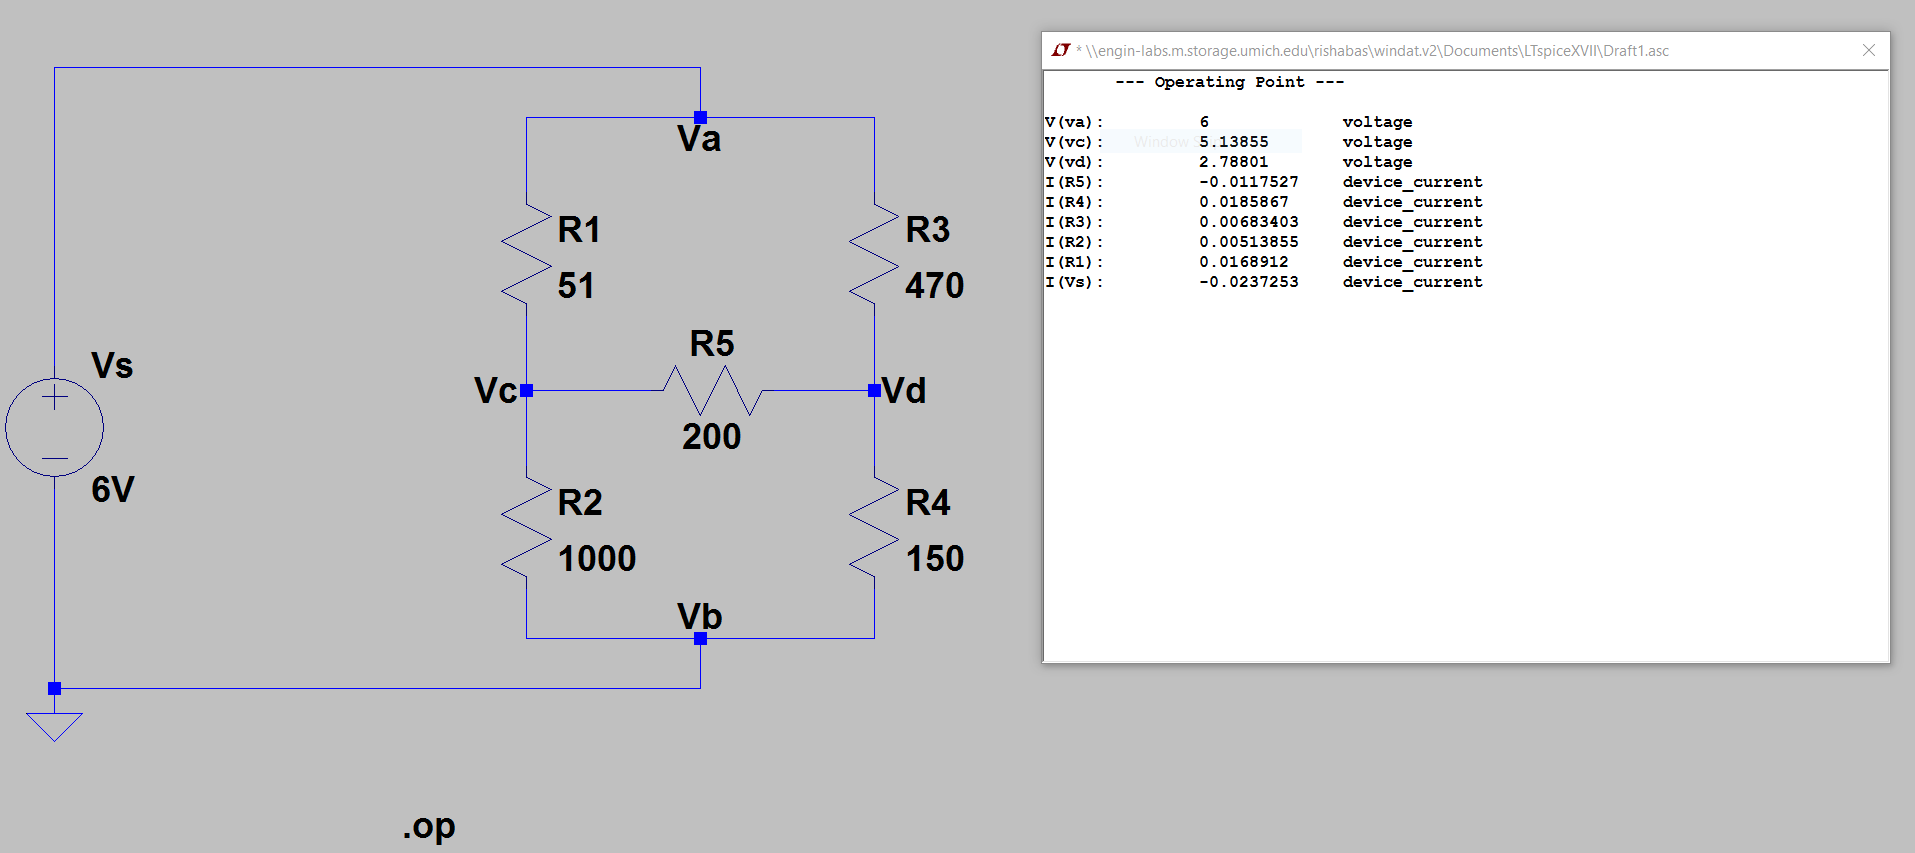 Va
R1
51
R3
470
Vs
6V
R5
Vc
Vd
200
R2
1000
R4
150
Vb
.op
* \\engin-labs.m.storage.umich.edu\rishabas\windat.v2\Documents\LTspiceXVII\Draft1.asc
--- Operating Point ---
V(va): 6 voltage
V(vc): 5.13855 voltage
V(vd): 2.78801 voltage
I(R5): -0.0117527 device_current
I(R4): 0.0185867 device_current
I(R3): 0.00683403 device_current
I(R2): 0.00513855 device_current
I(R1): 0.0168912 device_current
I(Vs): -0.0237253 device_current
Window